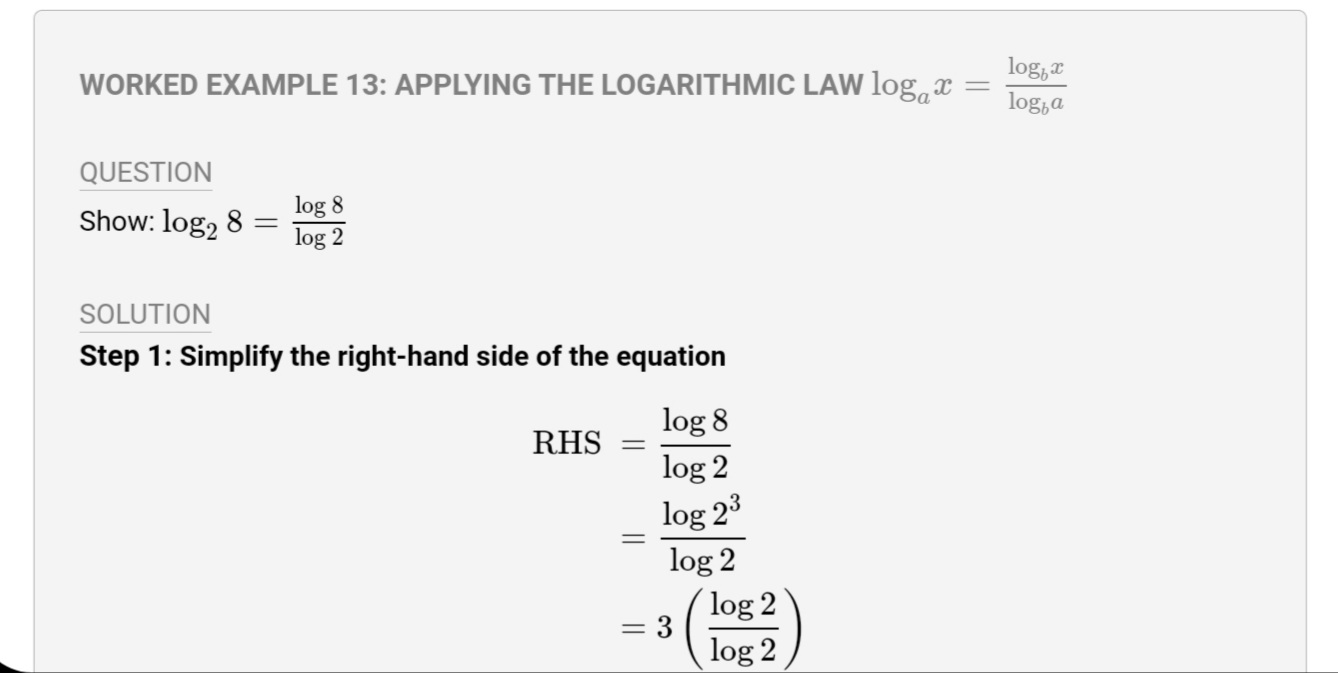 WORKED EXAMPLE 13: APPLYING THE LOGARITHMIC LAW $\log_a x = \frac{\log_b x}{\log_b a}$
QUESTION
Show: $\log_2 8 = \frac{\log 8}{\log 2}$
SOLUTION
Step 1: Simplify the right-hand side of the equation
$\text{RHS} = \frac{\log 8}{\log 2}$
$= \frac{\log 2^3}{\log 2}$
$= 3 \left( \frac{\log 2}{\log 2} \right)$